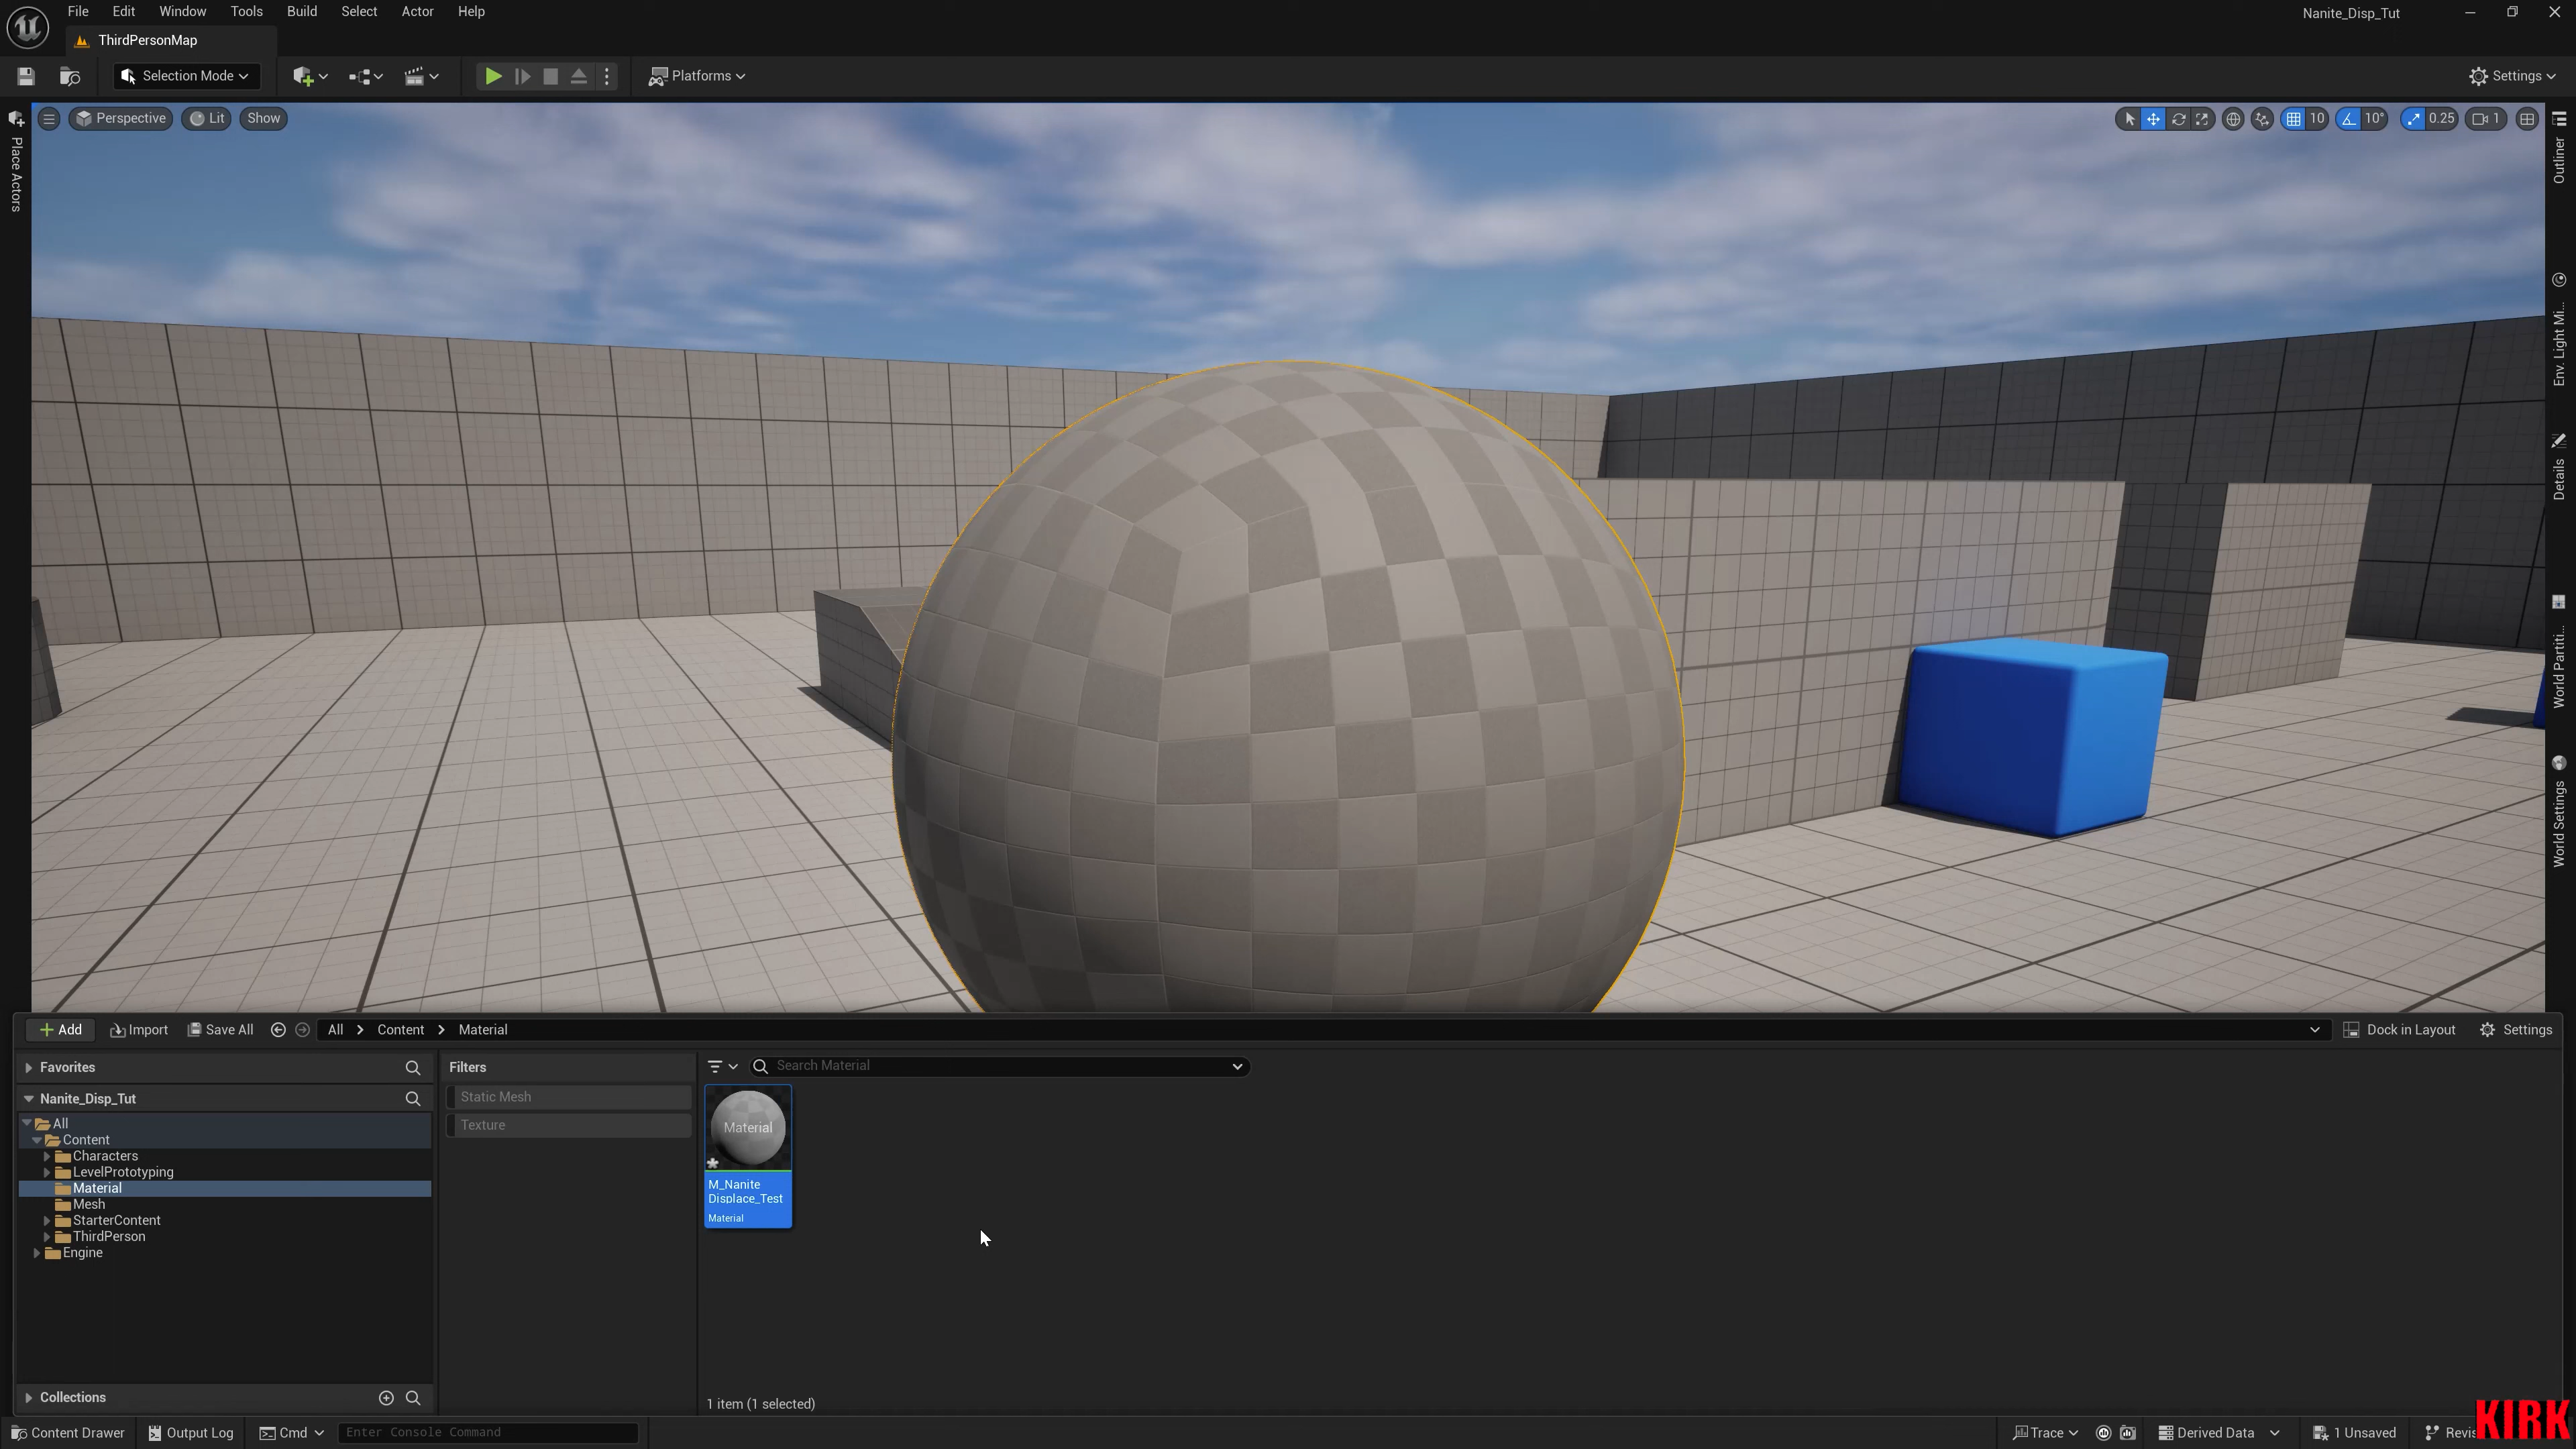 File Edit Window Tools Build Select Actor Help
Nanite_Disp_Tut
ThirdPersonMap
Selection Mode
Platforms
Settings
Perspective Lit Show
10 10° 0.25 1
Place Actors
Outliner
Env. Light Mi...
Details
World Partiti...
World Settings
Add Import Save All All Content Material
Dock in Layout Settings
Favorites
Filters
Search Material
Static Mesh
Texture
Nanite_Disp_Tut
All
Content
Characters
LevelPrototyping
Material
Mesh
StarterContent
ThirdPerson
Engine
Material
M_Nanite
Displace_Test
Material
Collections
1 item (1 selected)
Content Drawer Output Log Cmd Enter Console Command
Trace Derived Data 1 Unsaved
KIRK